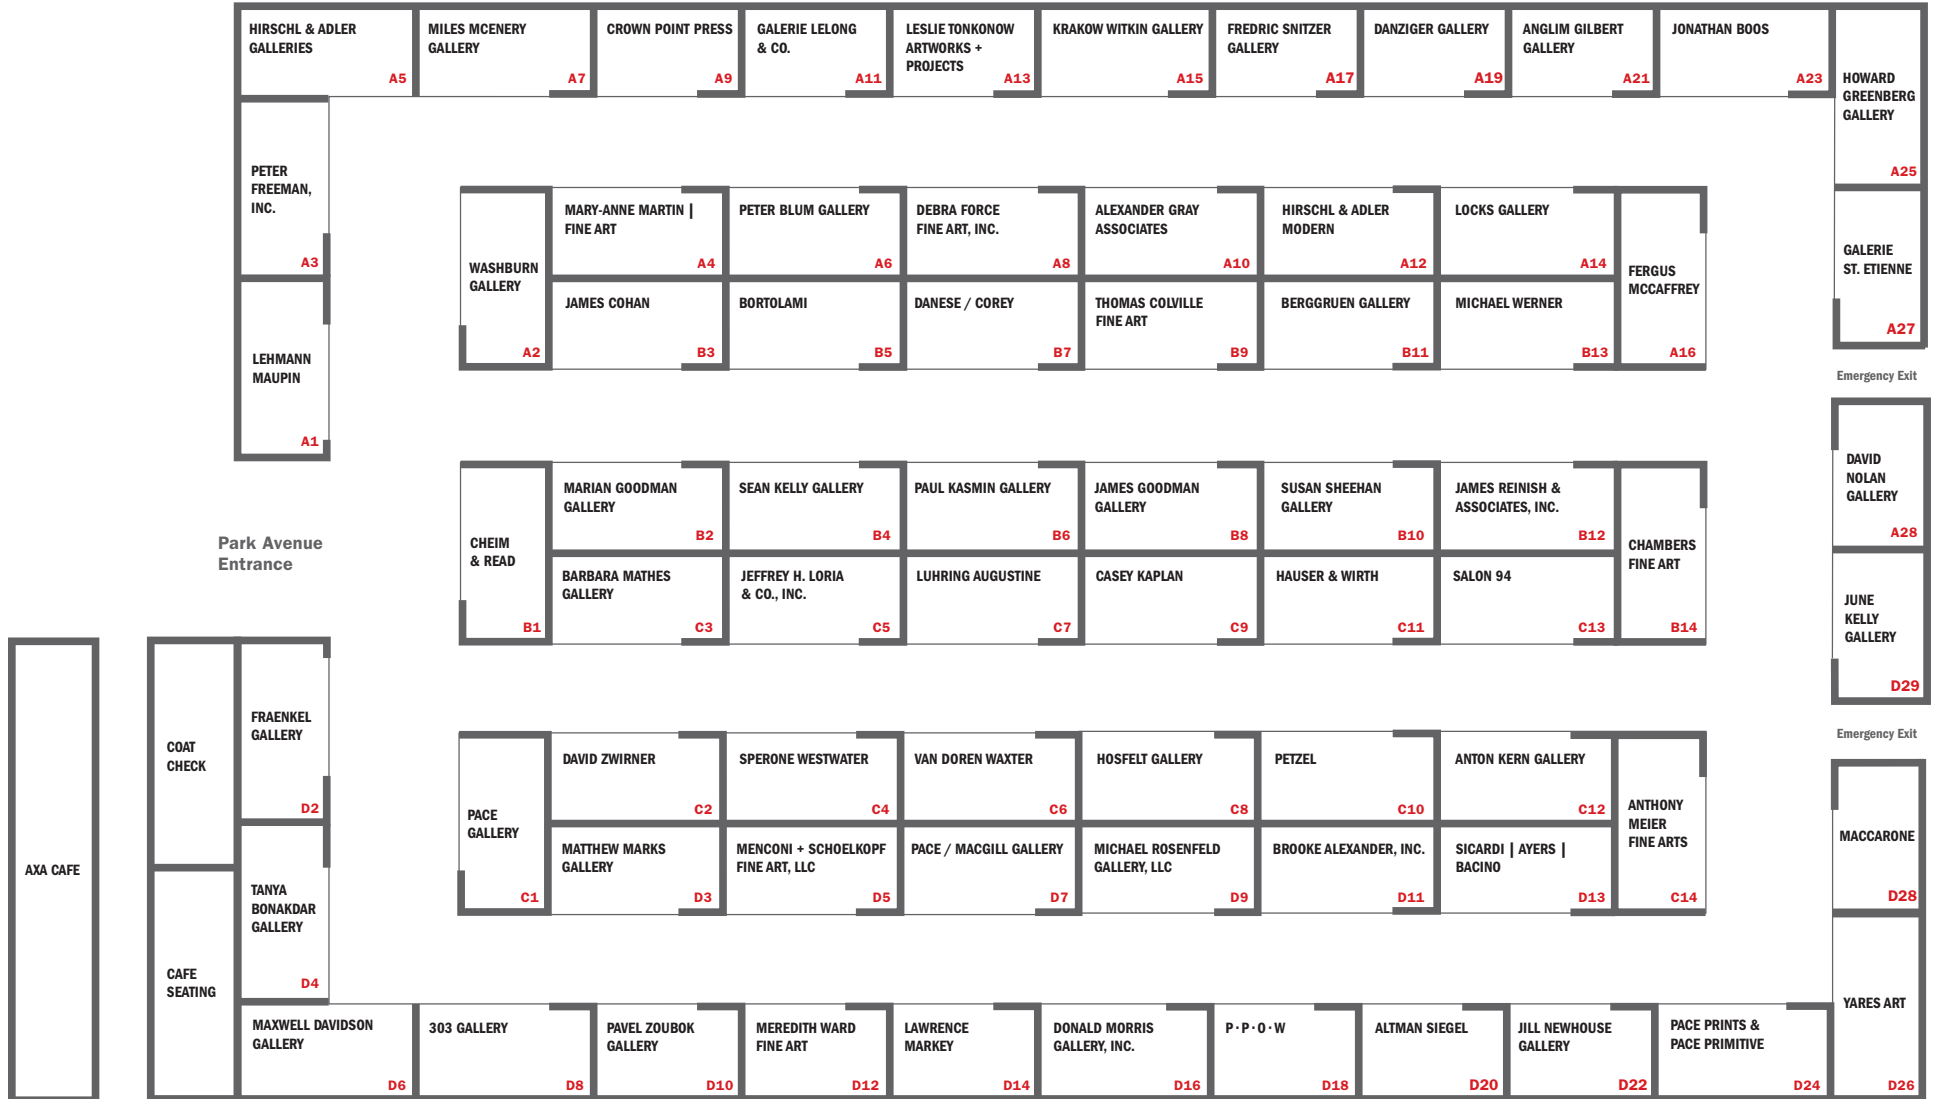 HIRSCHL & ADLER
GALLERIES
A5
MILES MCENERY
GALLERY
A7
CROWN POINT PRESS
A9
GALERIE LELONG
& CO.
A11
LESLIE TONKONOW
ARTWORKS +
PROJECTS
A13
KRAKOW WITKIN GALLERY
A15
FREDRIC SNITZER
GALLERY
A17
DANZIGER GALLERY
A19
ANGLIM GILBERT
GALLERY
A21
JONATHAN BOOS
A23
HOWARD
GREENBERG
GALLERY
A25
PETER
FREEMAN,
INC.
A3
LEHMANN
MAUPIN
A1
WASHBURN
GALLERY
A2
MARY-ANNE MARTIN |
FINE ART
A4
PETER BLUM GALLERY
A6
DEBRA FORCE
FINE ART, INC.
A8
ALEXANDER GRAY
ASSOCIATES
A10
HIRSCHL & ADLER
MODERN
A12
LOCKS GALLERY
A14
FERGUS
MCCAFFREY
A16
JAMES COHAN
B3
BORTOLAMI
B5
DANESE / COREY
B7
THOMAS COLVILLE
FINE ART
B9
BERGGRUEN GALLERY
B11
MICHAEL WERNER
B13
GALERIE
ST. ETIENNE
A27
Emergency Exit
Park Avenue
Entrance
CHEIM
& READ
B1
MARIAN GOODMAN
GALLERY
B2
SEAN KELLY GALLERY
B4
PAUL KASMIN GALLERY
B6
JAMES GOODMAN
GALLERY
B8
SUSAN SHEEHAN
GALLERY
B10
JAMES REINISH &
ASSOCIATES, INC.
B12
CHAMBERS
FINE ART
B14
BARBARA MATHES
GALLERY
C3
JEFFREY H. LORIA
& CO., INC.
C5
LUHRING AUGUSTINE
C7
CASEY KAPLAN
C9
HAUSER & WIRTH
C11
SALON 94
C13
DAVID
NOLAN
GALLERY
A28
JUNE
KELLY
GALLERY
D29
Emergency Exit
AXA CAFE
COAT
CHECK
CAFE
SEATING
FRAENKEL
GALLERY
D2
TANYA
BONAKDAR
GALLERY
D4
PACE
GALLERY
C1
DAVID ZWIRNER
C2
SPERONE WESTWATER
C4
VAN DOREN WAXTER
C6
HOSFELT GALLERY
C8
PETZEL
C10
ANTON KERN GALLERY
C12
ANTHONY
MEIER
FINE ARTS
C14
MATTHEW MARKS
GALLERY
D3
MENCONI + SCHOELKOPF
FINE ART, LLC
D5
PACE / MACGILL GALLERY
D7
MICHAEL ROSENFELD
GALLERY, LLC
D9
BROOKE ALEXANDER, INC.
D11
SICARDI | AYERS |
BACINO
D13
MACCARONE
D28
YARES ART
D26
MAXWELL DAVIDSON
GALLERY
D6
303 GALLERY
D8
PAVEL ZOUBOK
GALLERY
D10
MEREDITH WARD
FINE ART
D12
LAWRENCE
MARKEY
D14
DONALD MORRIS
GALLERY, INC.
D16
P·P·O·W
D18
ALTMAN SIEGEL
D20
JILL NEWHOUSE
GALLERY
D22
PACE PRINTS &
PACE PRIMITIVE
D24